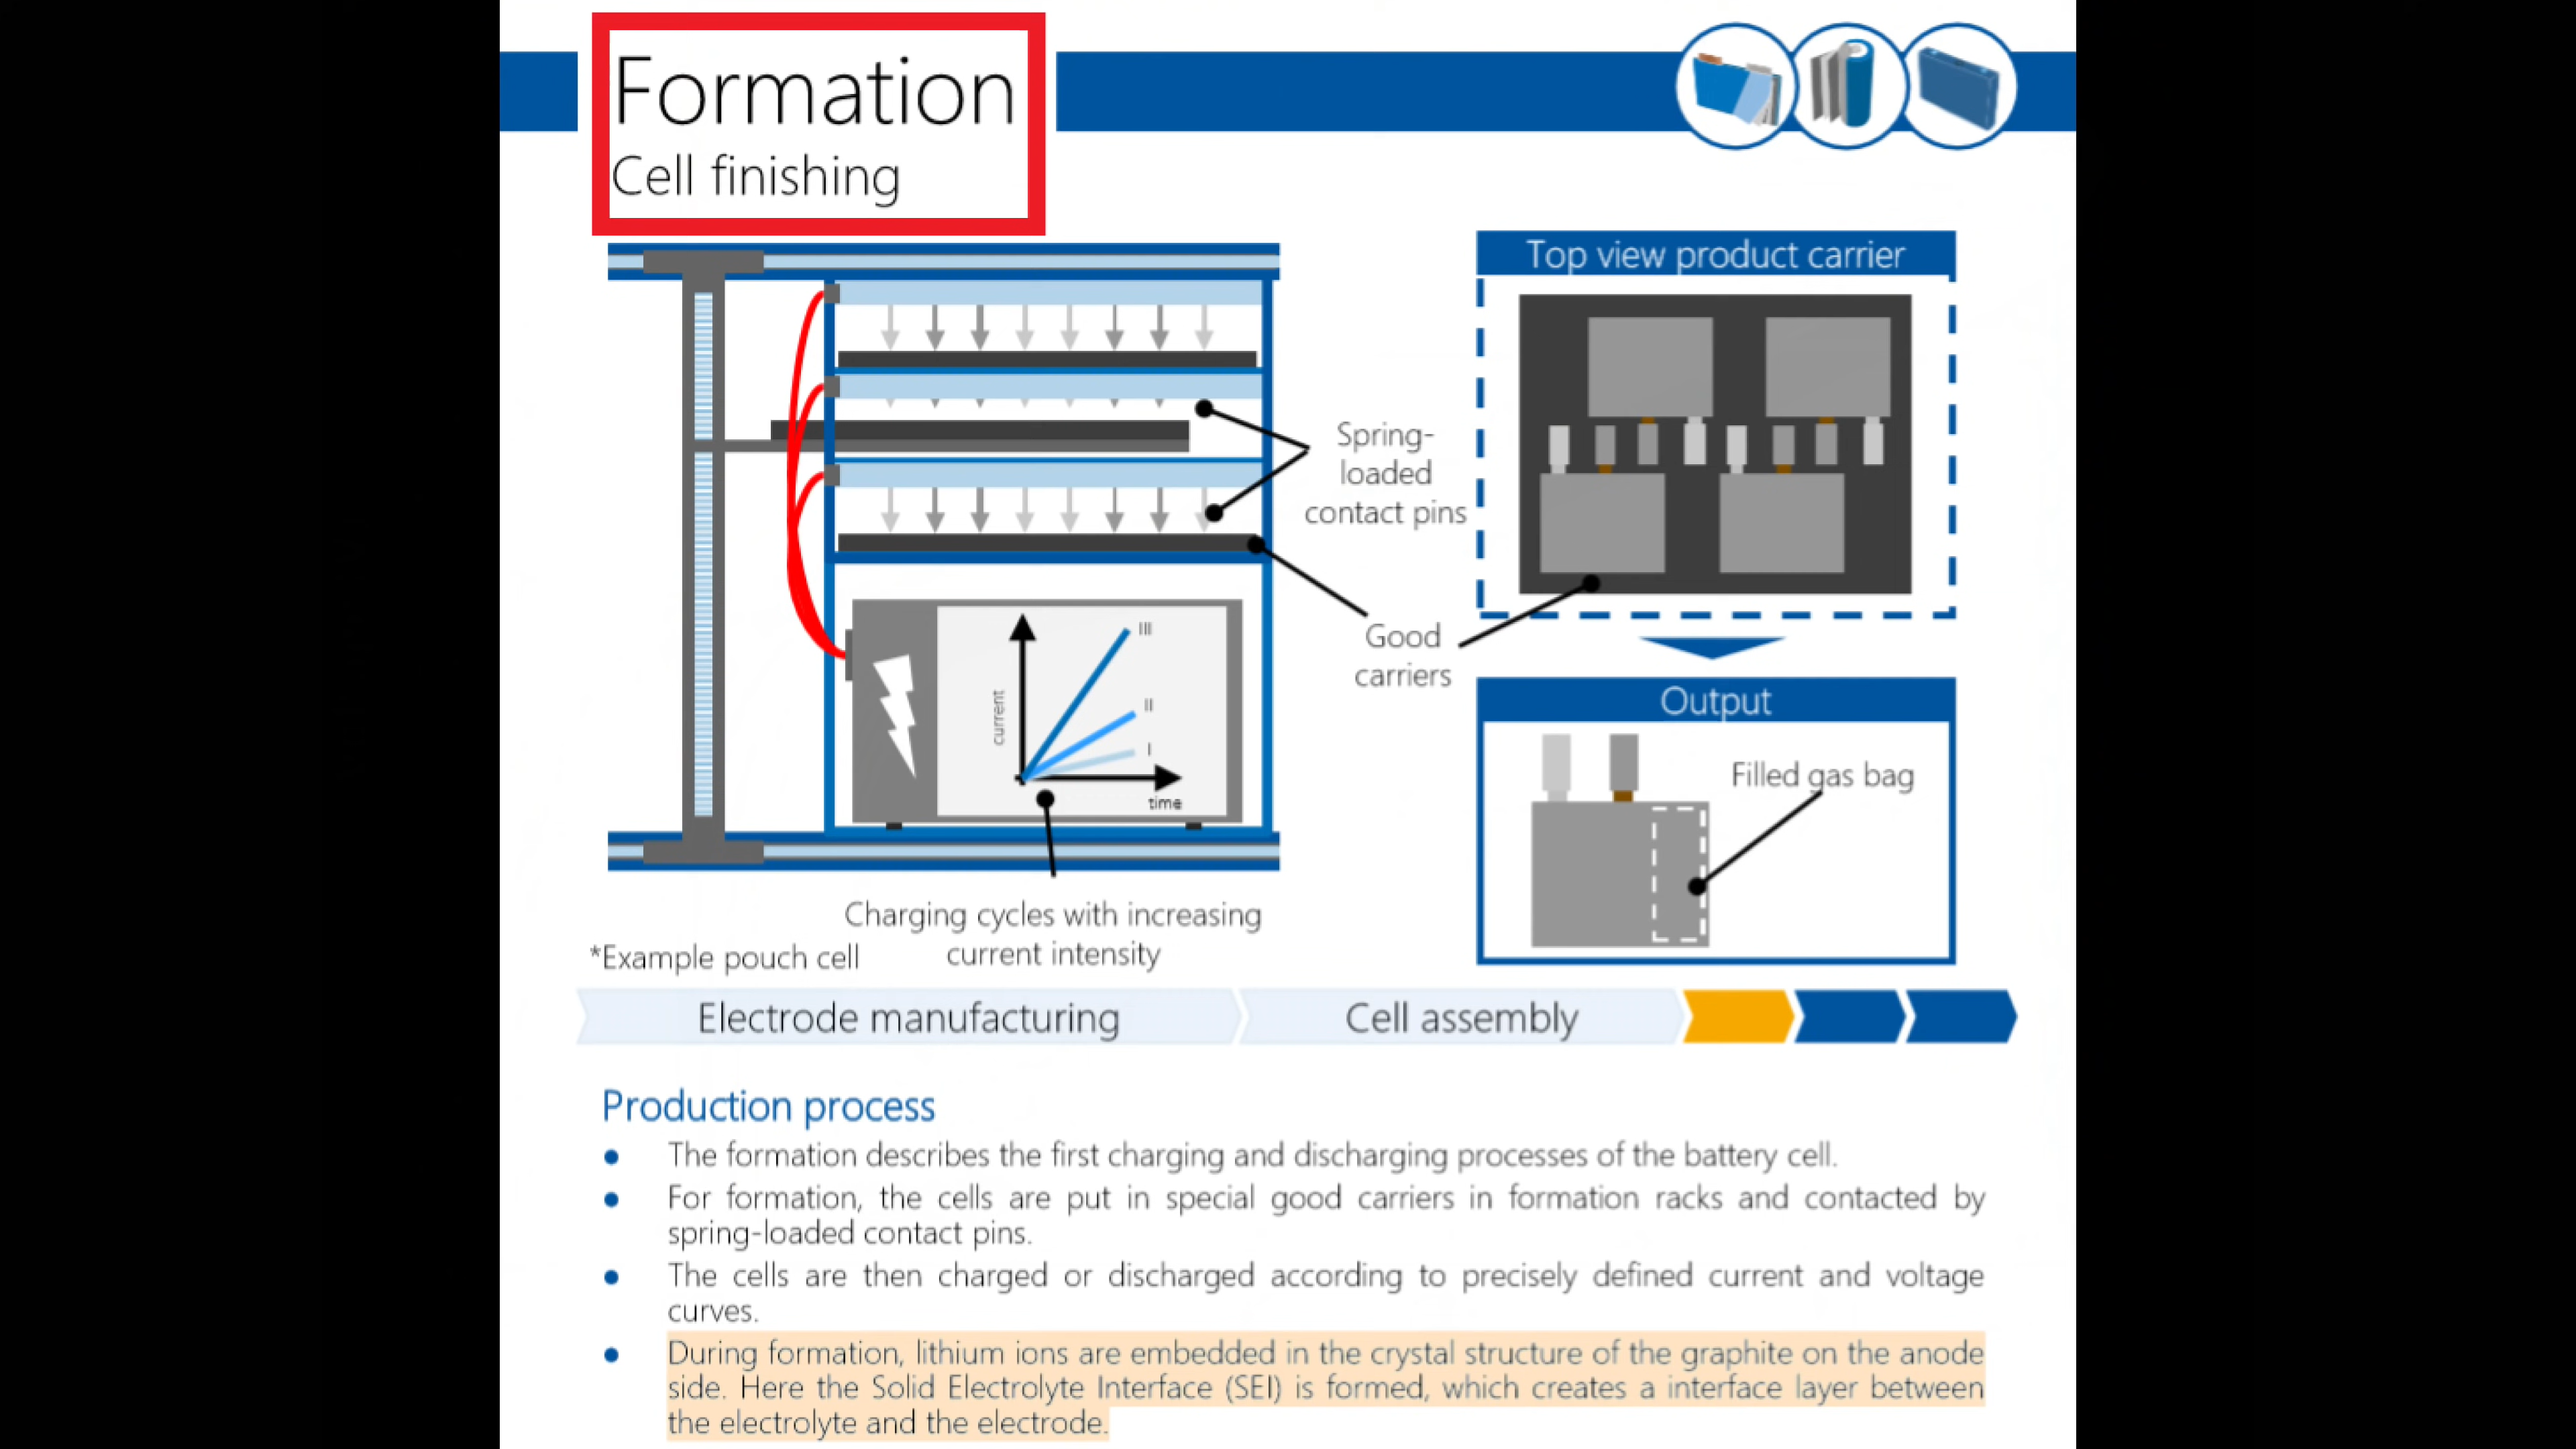 Formation
Cell finishing
Top view product carrier
Spring-
loaded
contact pins
Good
carriers
III
II
I
current
time
Output
Filled gas bag
Charging cycles with increasing
current intensity
*Example pouch cell
Electrode manufacturing
Cell assembly
Production process
● The formation describes the first charging and discharging processes of the battery cell.
● For formation, the cells are put in special good carriers in formation racks and contacted by
spring-loaded contact pins.
● The cells are then charged or discharged according to precisely defined current and voltage
curves.
● During formation, lithium ions are embedded in the crystal structure of the graphite on the anode
side. Here the Solid Electrolyte Interface (SEI) is formed, which creates a interface layer between
the electrolyte and the electrode.